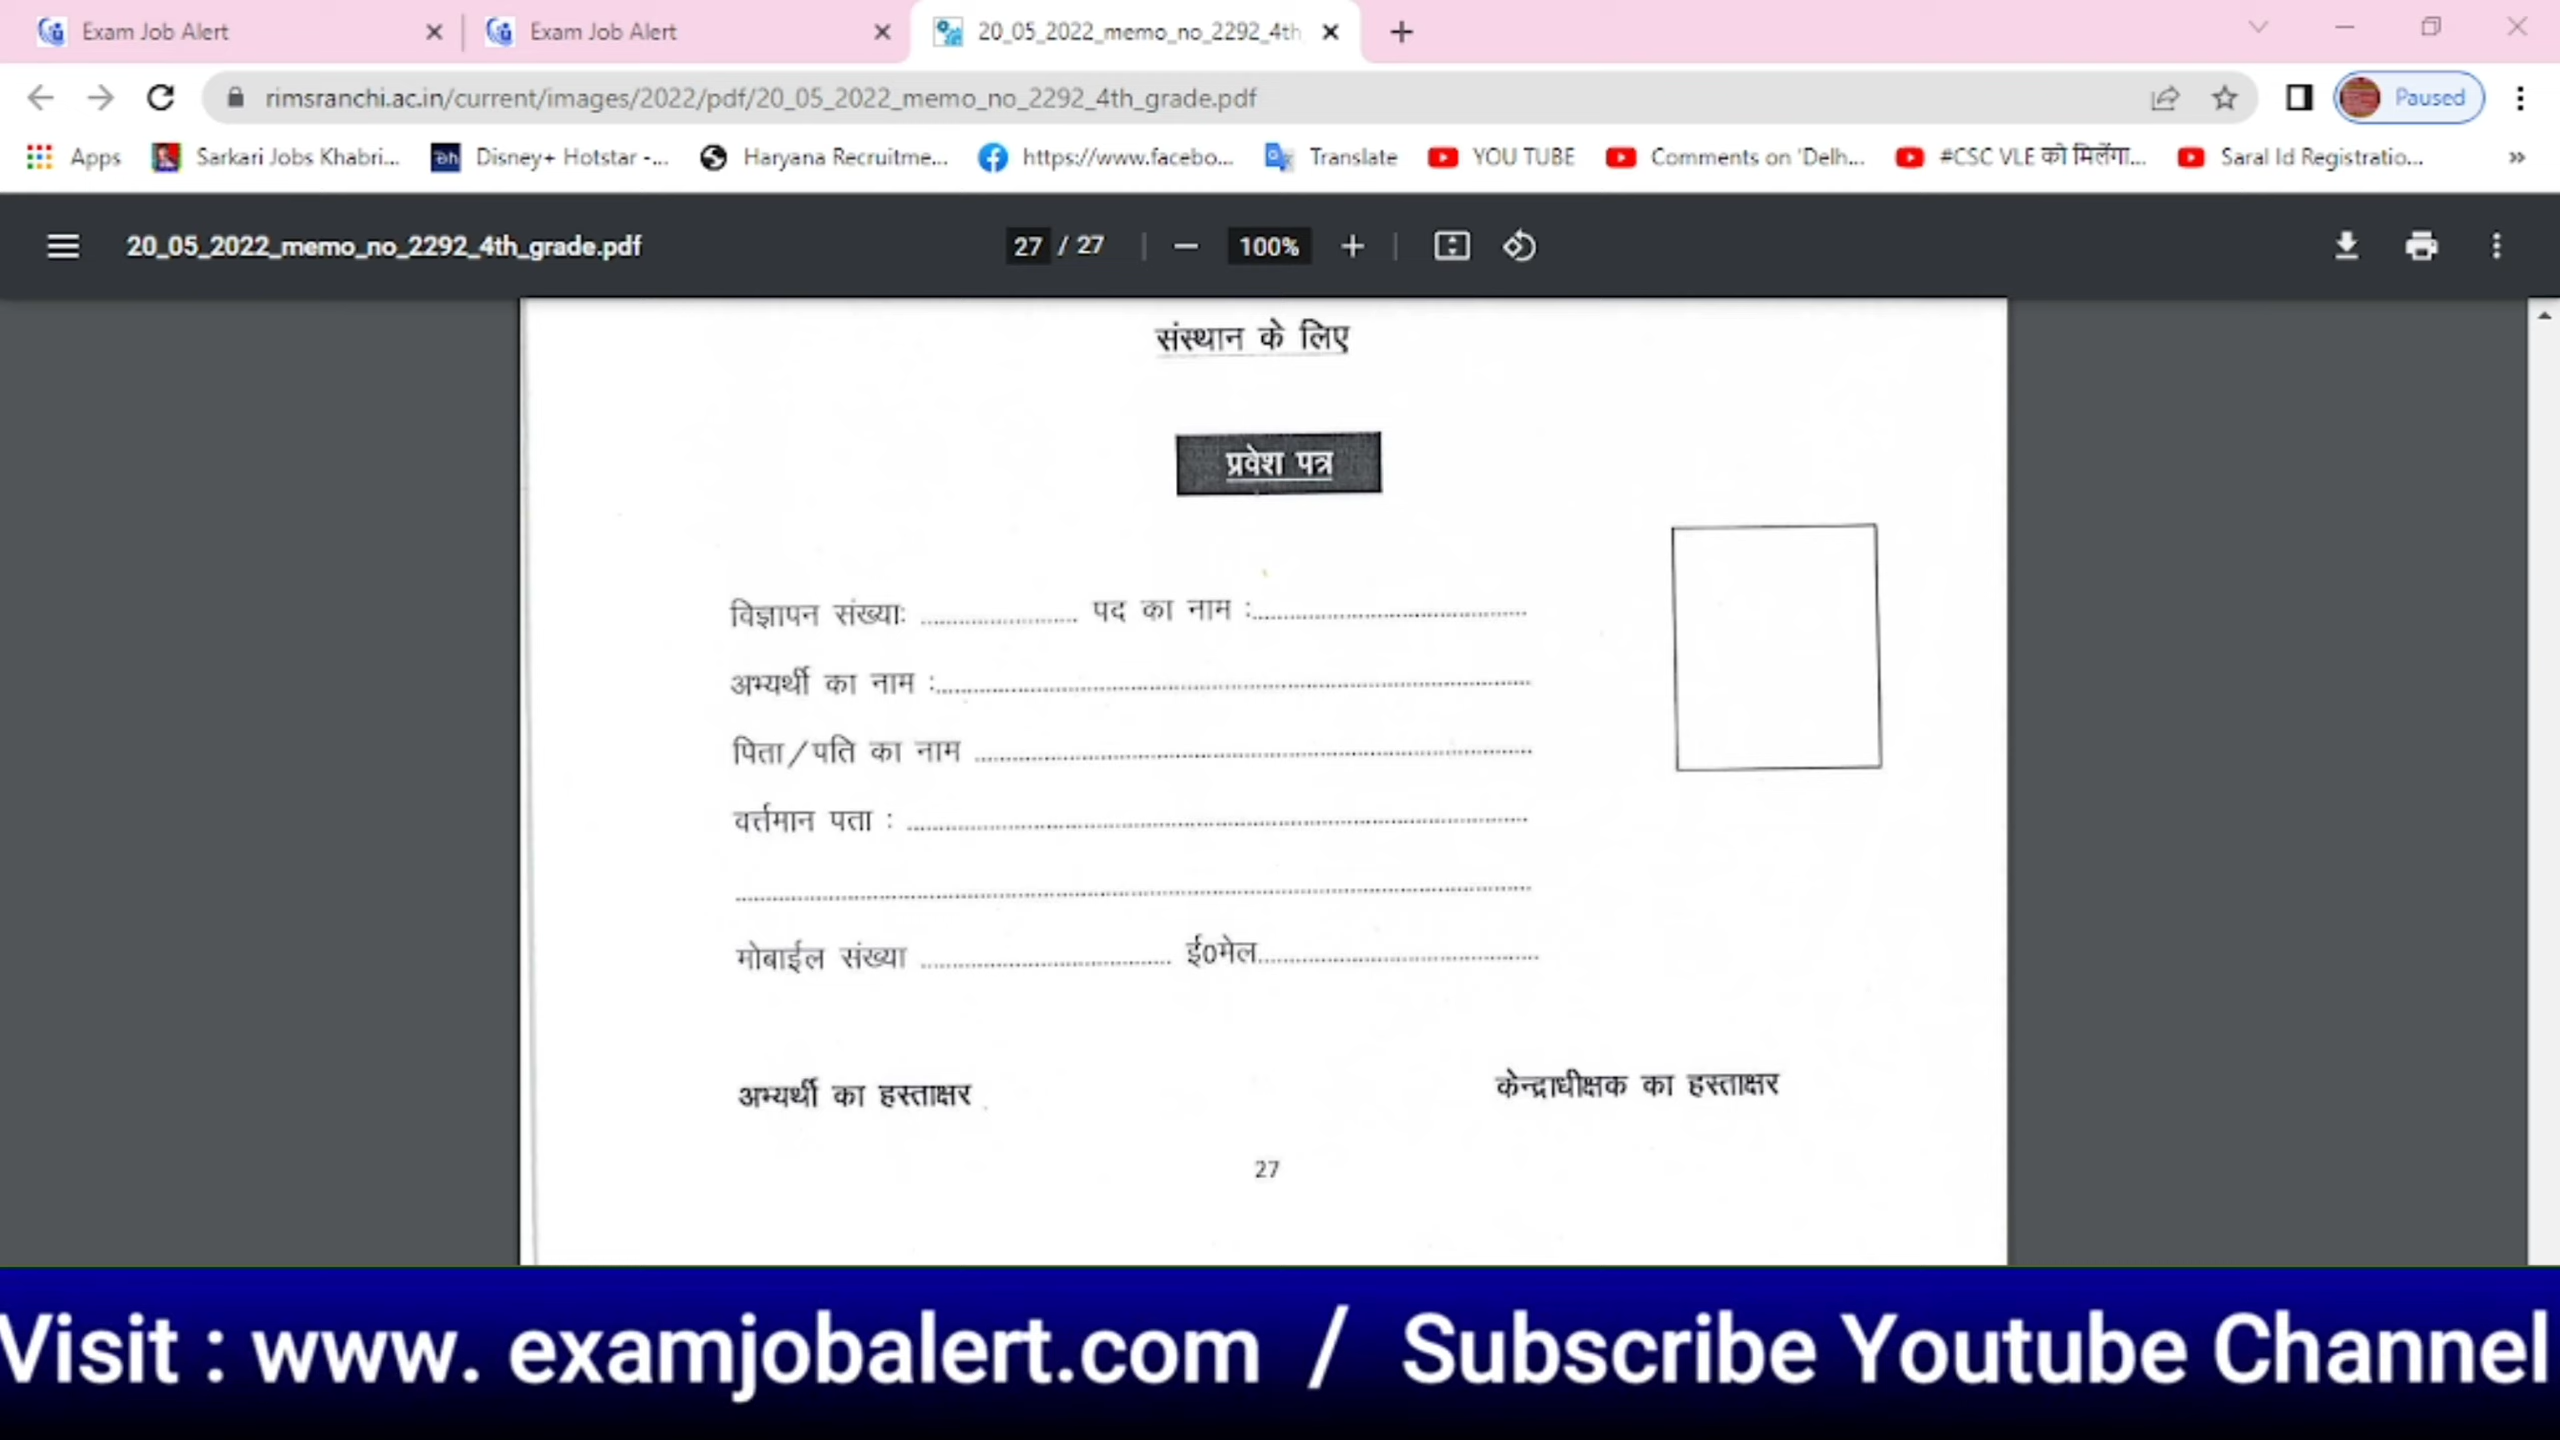 Exam Job Alert Exam Job Alert 20_05_2022_memo_no_2292_4th
rimsranchi.ac.in/current/images/2022/pdf/20_05_2022_memo_no_2292_4th_grade.pdf Paused
Apps Sarkari Jobs Khabri... Disney+ Hotstar -... Haryana Recruitme... https://www.facebo... Translate YOU TUBE Comments on 'Delh... #CSC VLE को मिलेंगा... Saral Id Registratio... »
20_05_2022_memo_no_2292_4th_grade.pdf 27 / 27 100%
संस्थान के लिए
प्रवेश पत्र
विज्ञापन संख्याः .......................... पद का नाम :..............................................
अभ्यर्थी का नाम :....................................................................................................
पिता/पति का नाम ..............................................................................................
वर्त्तमान पता : ........................................................................................................
......................................................................................................................................
मोबाईल संख्या .......................................... ई0मेल...............................................
अभ्यर्थी का हस्ताक्षर केन्द्राधीक्षक का हस्ताक्षर
27
Visit : www. examjobalert.com / Subscribe Youtube Channel